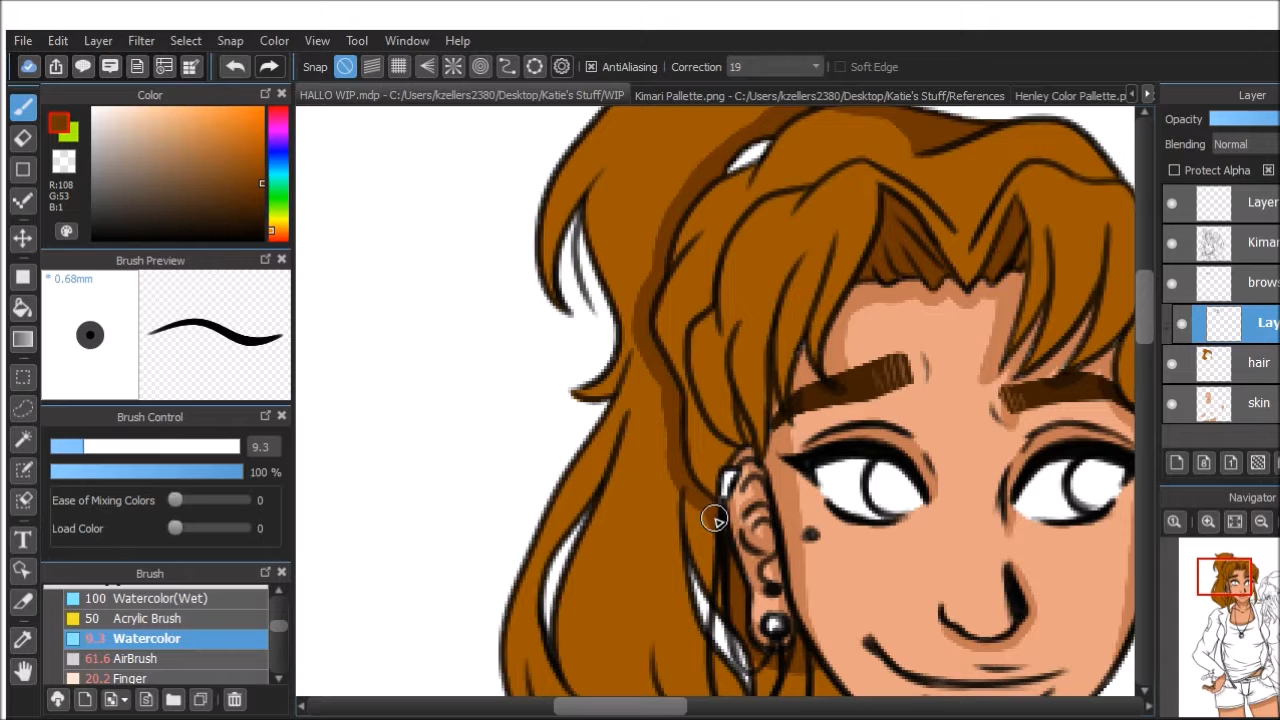 File Edit Layer Filter Select Snap Color View Tool Window Help
Snap AntiAliasing Correction 19 Soft Edge
Color
HALLO WIP.mdp - C:/Users/kzellers2380/Desktop/Katie's Stuff/WIP Kimari Pallette.png - C:/Users/kzellers2380/Desktop/Katie's Stuff/References Henley Color Pallette.p
Layer
Opacity
Blending Normal
Protect Alpha
R:108
G:53
B:1
Layer
Kimar
brows
Lay
hair
skin
Brush Preview
* 0.68mm
Brush Control
9.3
100 %
Ease of Mixing Colors 0
Load Color 0
Navigator
Brush
100 Watercolor(Wet)
50 Acrylic Brush
9.3 Watercolor
61.6 AirBrush
20.2 Finger